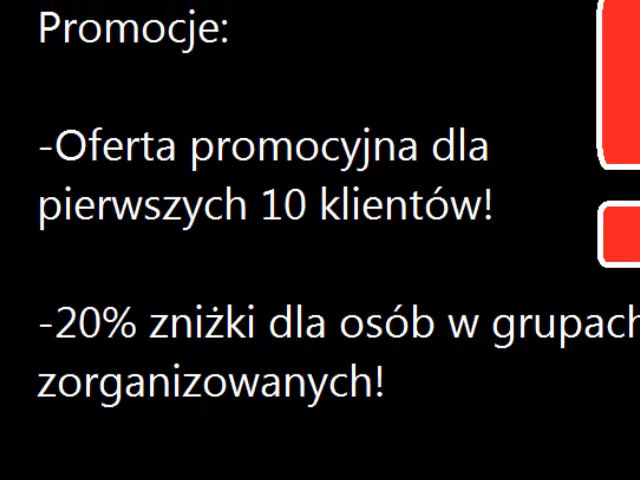 Promocje:
-Oferta promocyjna dla
pierwszych 10 klientów!
-20% zniżki dla osób w grupach
zorganizowanych!